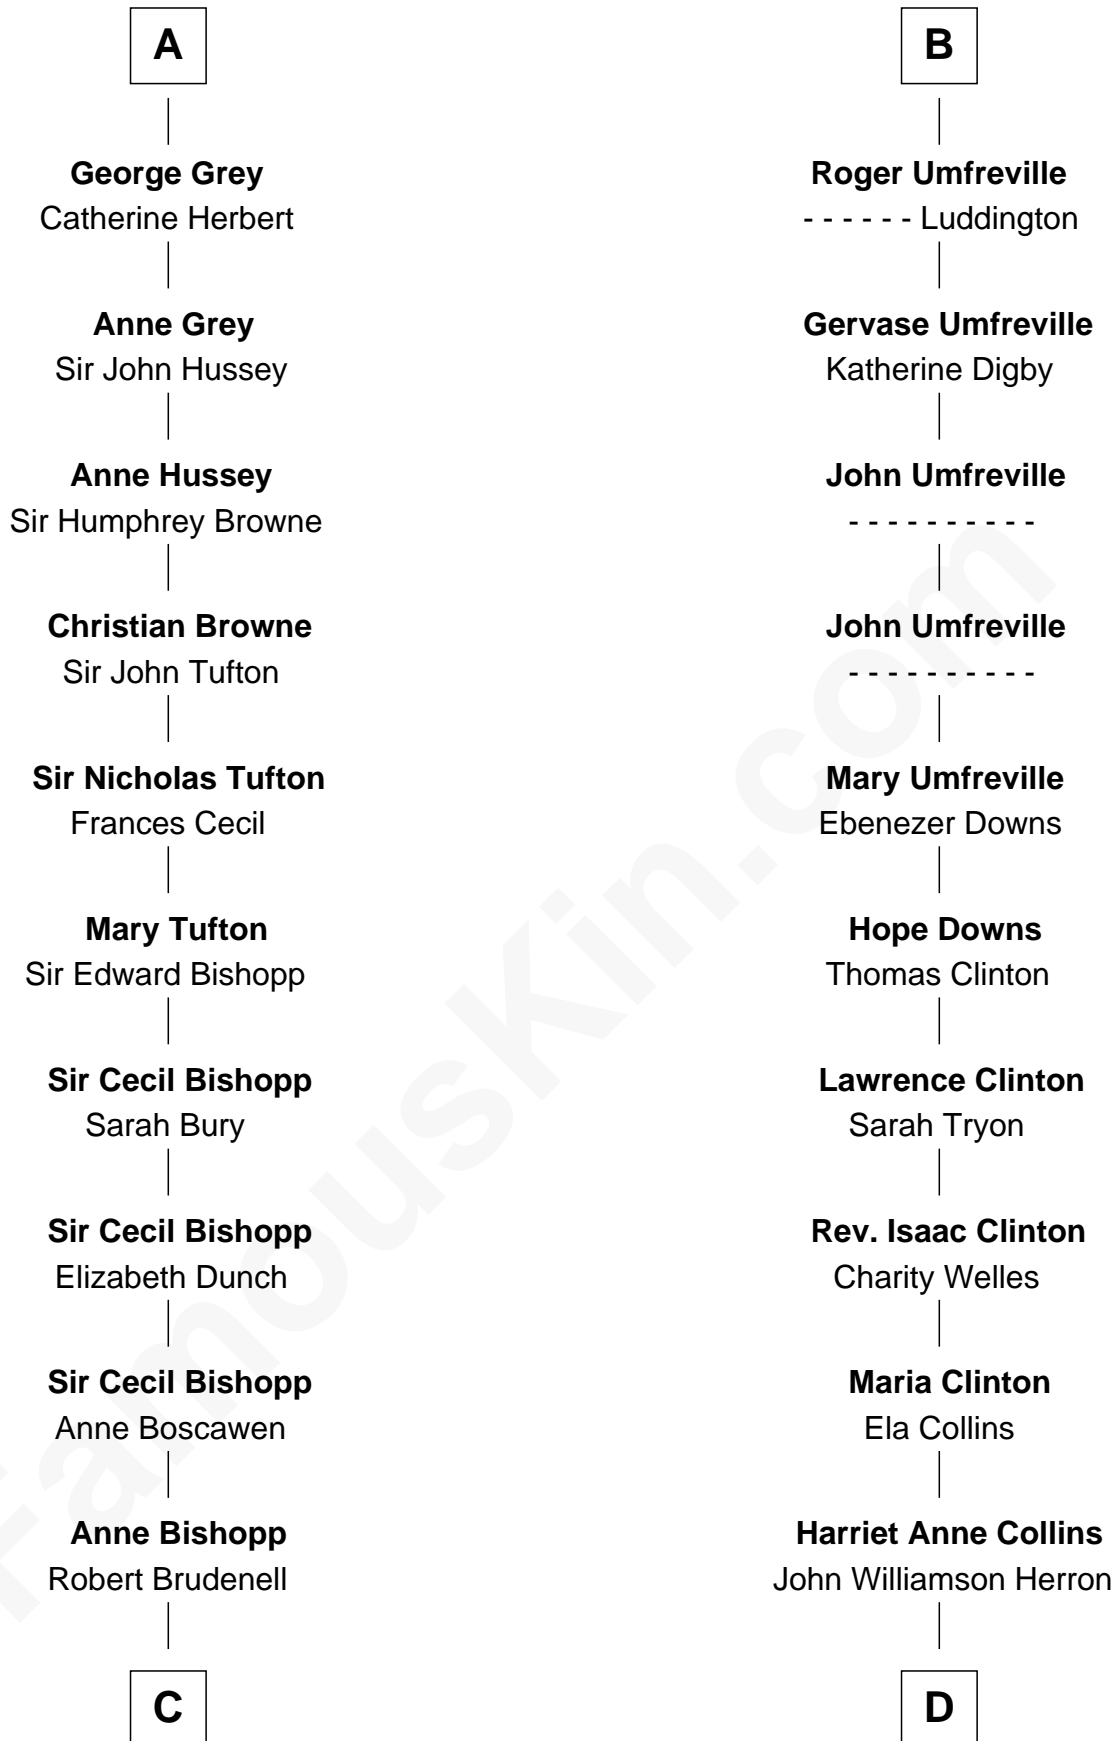 A
George Grey
Catherine Herbert
Anne Grey
Sir John Hussey
Anne Hussey
Sir Humphrey Browne
Christian Browne
Sir John Tufton
Sir Nicholas Tufton
Frances Cecil
Mary Tufton
Sir Edward Bishopp
Sir Cecil Bishopp
Sarah Bury
Sir Cecil Bishopp
Elizabeth Dunch
Sir Cecil Bishopp
Anne Boscawen
Anne Bishopp
Robert Brudenell
C
B
Roger Umfreville
- - - - - - Luddington
Gervase Umfreville
Katherine Digby
John Umfreville
- - - - - - - - - -
John Umfreville
- - - - - - - - - -
Mary Umfreville
Ebenezer Downs
Hope Downs
Thomas Clinton
Lawrence Clinton
Sarah Tryon
Rev. Isaac Clinton
Charity Welles
Maria Clinton
Ela Collins
Harriet Anne Collins
John Williamson Herron
D
FamousKin.com